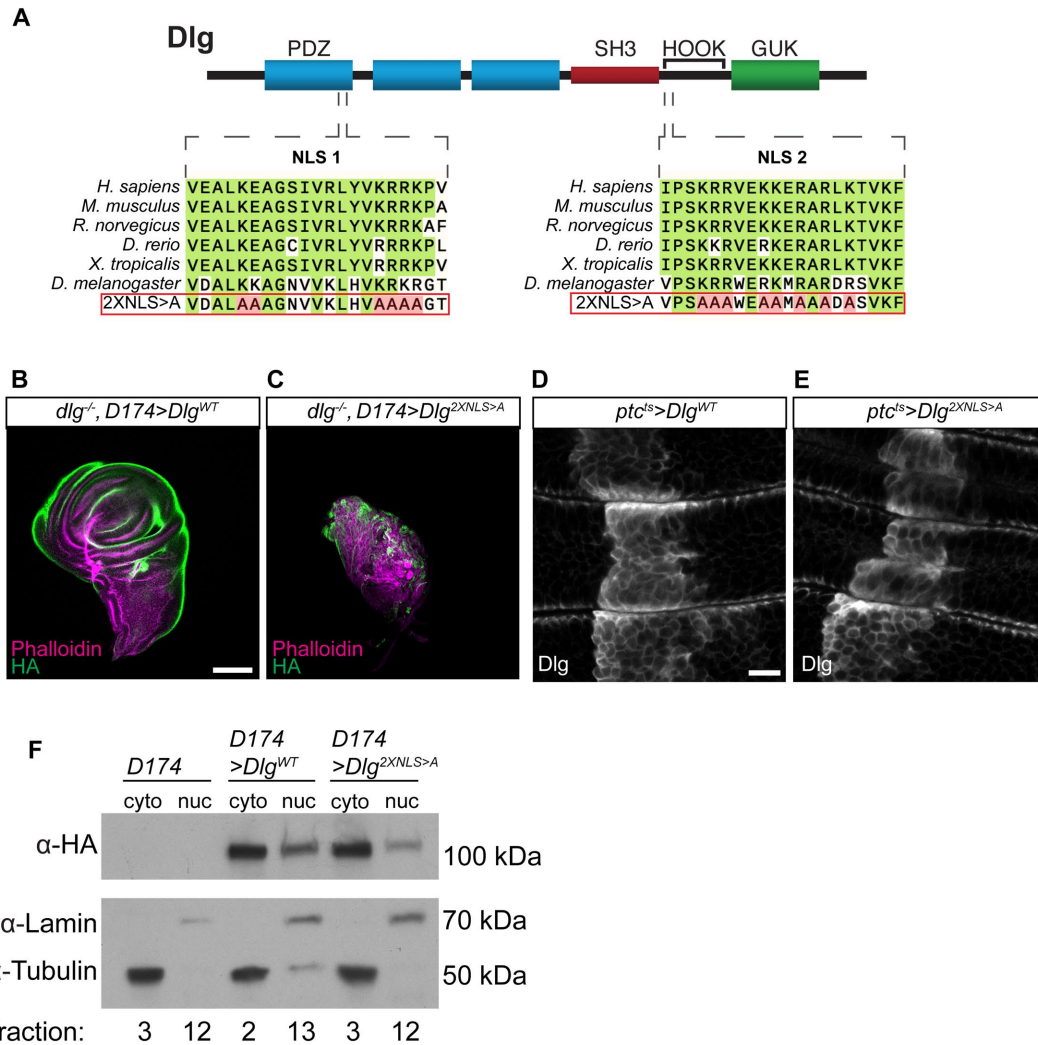 A
Dlg
PDZ SH3 HOOK GUK
NLS 1
H. sapiens VEALKEAGSIVRLYVKRRKPV
M. musculus VEALKEAGSIVRLYVKRRKPA
R. norvegicus VEALKEAGSIVRLYVKRRKAF
D. rerio VEALKEAGCIVRLYVRRRKPL
X. tropicalis VEALKEAGSIVRLYVRRRKPV
D. melanogaster VDALKKAGNVVKLHVKRKRGT
2XNLS>A VDALAAAGNVVKLHVAAAAGT
NLS 2
H. sapiens IPSKRRVEKKERARLKTVKF
M. musculus IPSKRRVEKKERARLKTVKF
R. norvegicus IPSKRRVEKKERARLKTVKF
D. rerio IPSKKRVERKERARLKTVKF
X. tropicalis IPSKRRVEKKERARLKTVKF
D. melanogaster VPSKRRWERKMRARDRSVKF
2XNLS>A VPSAAAWEAAMAAADASVKF
B
dlg-/-, D174>DlgWT
Phalloidin
HA
C
dlg-/-, D174>Dlg2XNLS>A
Phalloidin
HA
D
ptcts>DlgWT
Dlg
E
ptcts>Dlg2XNLS>A
Dlg
F
D174
D174
>DlgWT
D174
>Dlg2XNLS>A
cyto nuc cyto nuc cyto nuc
α-HA 100 kDa
α-Lamin 70 kDa
-Tubulin 50 kDa
raction: 3 12 2 13 3 12